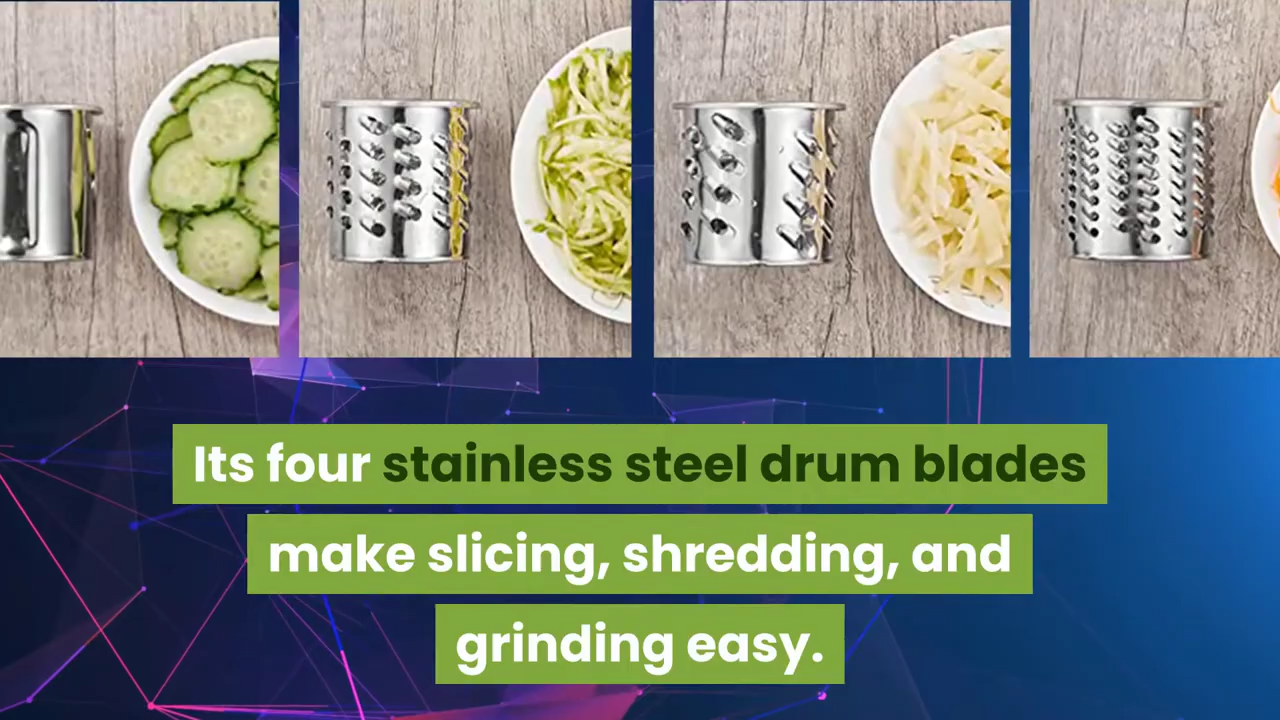 Its four stainless steel drum blades
make slicing, shredding, and
grinding easy.